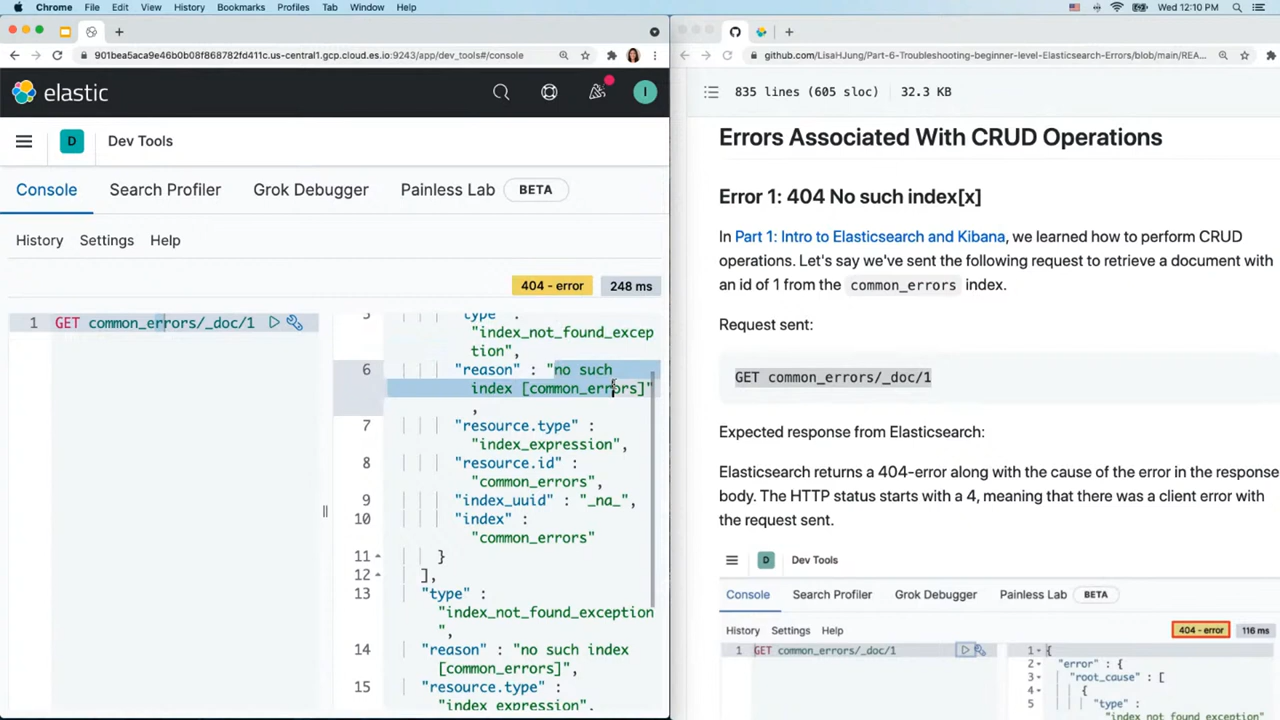 Chrome File Edit View History Bookmarks Profiles Tab Window Help Wed 12:10 PM
901bea5aca9e46b0b08f868782fd411c.us-central1.gcp.cloud.es.io:9243/app/dev_tools#/console
elastic
I
D Dev Tools
Console Search Profiler Grok Debugger Painless Lab BETA
History Settings Help
404 - error 248 ms
1 GET common_errors/_doc/1
5 "type" :
"index_not_found_excep
tion",
6 "reason" : "no such
index [common_errors]"
,
7 "resource.type" :
"index_expression",
8 "resource.id" :
"common_errors",
9 "index_uuid" : "_na_",
10 "index" :
"common_errors"
11 }
12 ],
13 "type" :
"index_not_found_exception
",
14 "reason" : "no such index
[common_errors]",
15 "resource.type" :
"index_expression",
github.com/LisaHJung/Part-6-Troubleshooting-beginner-level-Elasticsearch-Errors/blob/main/REA...
835 lines (605 sloc) 32.3 KB
Errors Associated With CRUD Operations
Error 1: 404 No such index[x]
In Part 1: Intro to Elasticsearch and Kibana, we learned how to perform CRUD
operations. Let's say we've sent the following request to retrieve a document with
an id of 1 from the common_errors index.
Request sent:
GET common_errors/_doc/1
Expected response from Elasticsearch:
Elasticsearch returns a 404-error along with the cause of the error in the response
body. The HTTP status starts with a 4, meaning that there was a client error with
the request sent.
D Dev Tools
Console Search Profiler Grok Debugger Painless Lab BETA
History Settings Help
404 - error 116 ms
1 GET common_errors/_doc/1
1 {
2 "error" : {
3 "root_cause" : [
4 {
5 "type" :
"index_not_found_exception"